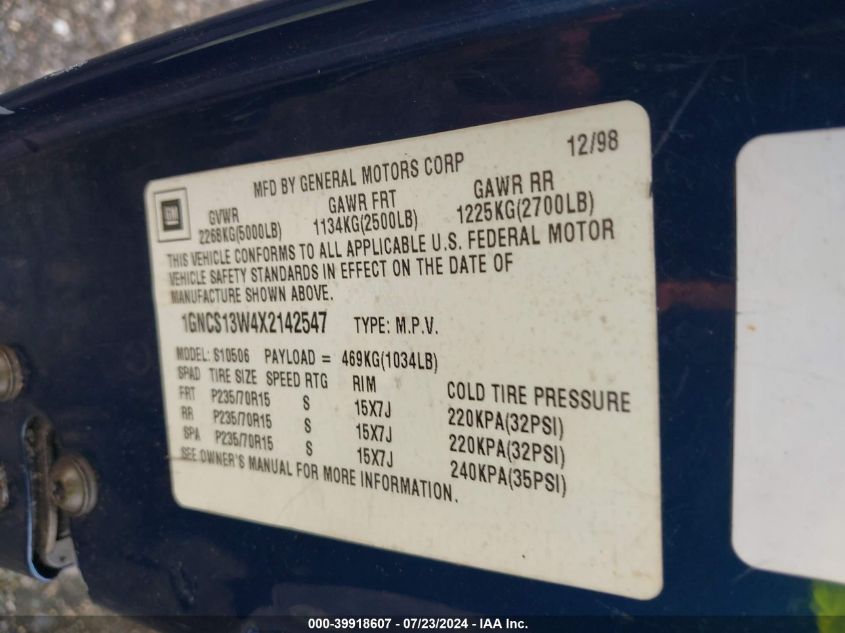 12/98
MFD BY GENERAL MOTORS CORP
GM
GVWR GAWR FRT GAWR RR
2268KG(5000LB) 1134KG(2500LB) 1225KG(2700LB)
THIS VEHICLE CONFORMS TO ALL APPLICABLE U.S. FEDERAL MOTOR
VEHICLE SAFETY STANDARDS IN EFFECT ON THE DATE OF
MANUFACTURE SHOWN ABOVE.
1GNCS13W4X2142547 TYPE: M.P.V.
MODEL: S10506 PAYLOAD = 469KG(1034LB)
SPAD TIRE SIZE SPEED RTG RIM COLD TIRE PRESSURE
FRT P235/70R15 S 15X7J 220KPA(32PSI)
RR P235/70R15 S 15X7J 220KPA(32PSI)
SPA P235/70R15 S 15X7J 240KPA(35PSI)
SEE OWNER'S MANUAL FOR MORE INFORMATION.
000-39918607 - 07/23/2024 - IAA Inc.